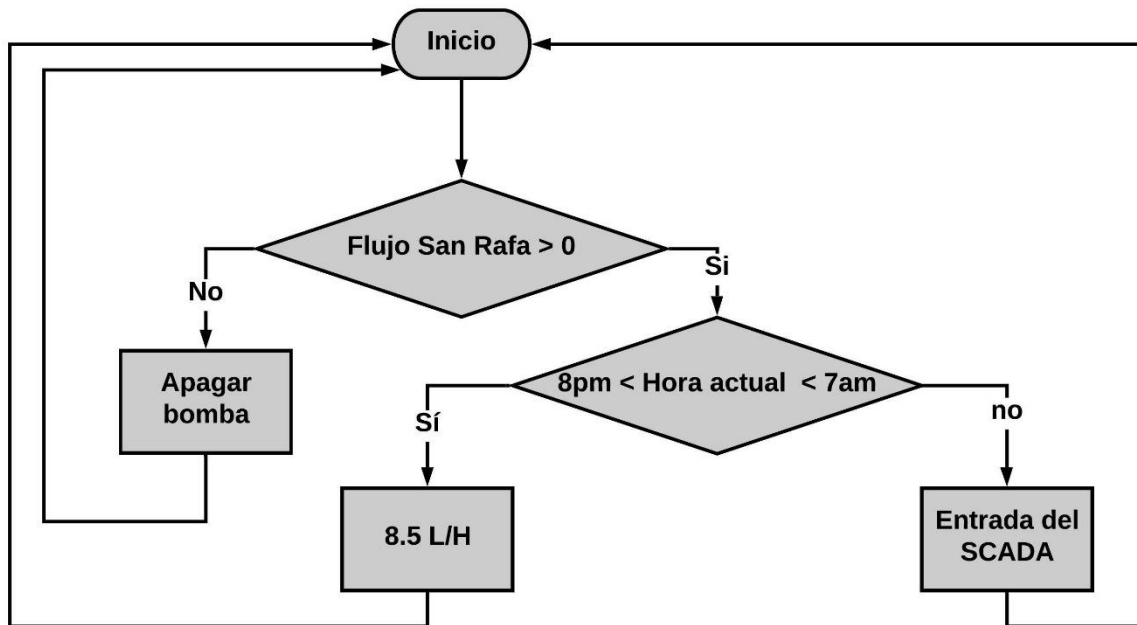 Inicio
Flujo San Rafa > 0
No
Si
Apagar
bomba
8pm < Hora actual < 7am
Sí
no
8.5 L/H
Entrada del
SCADA